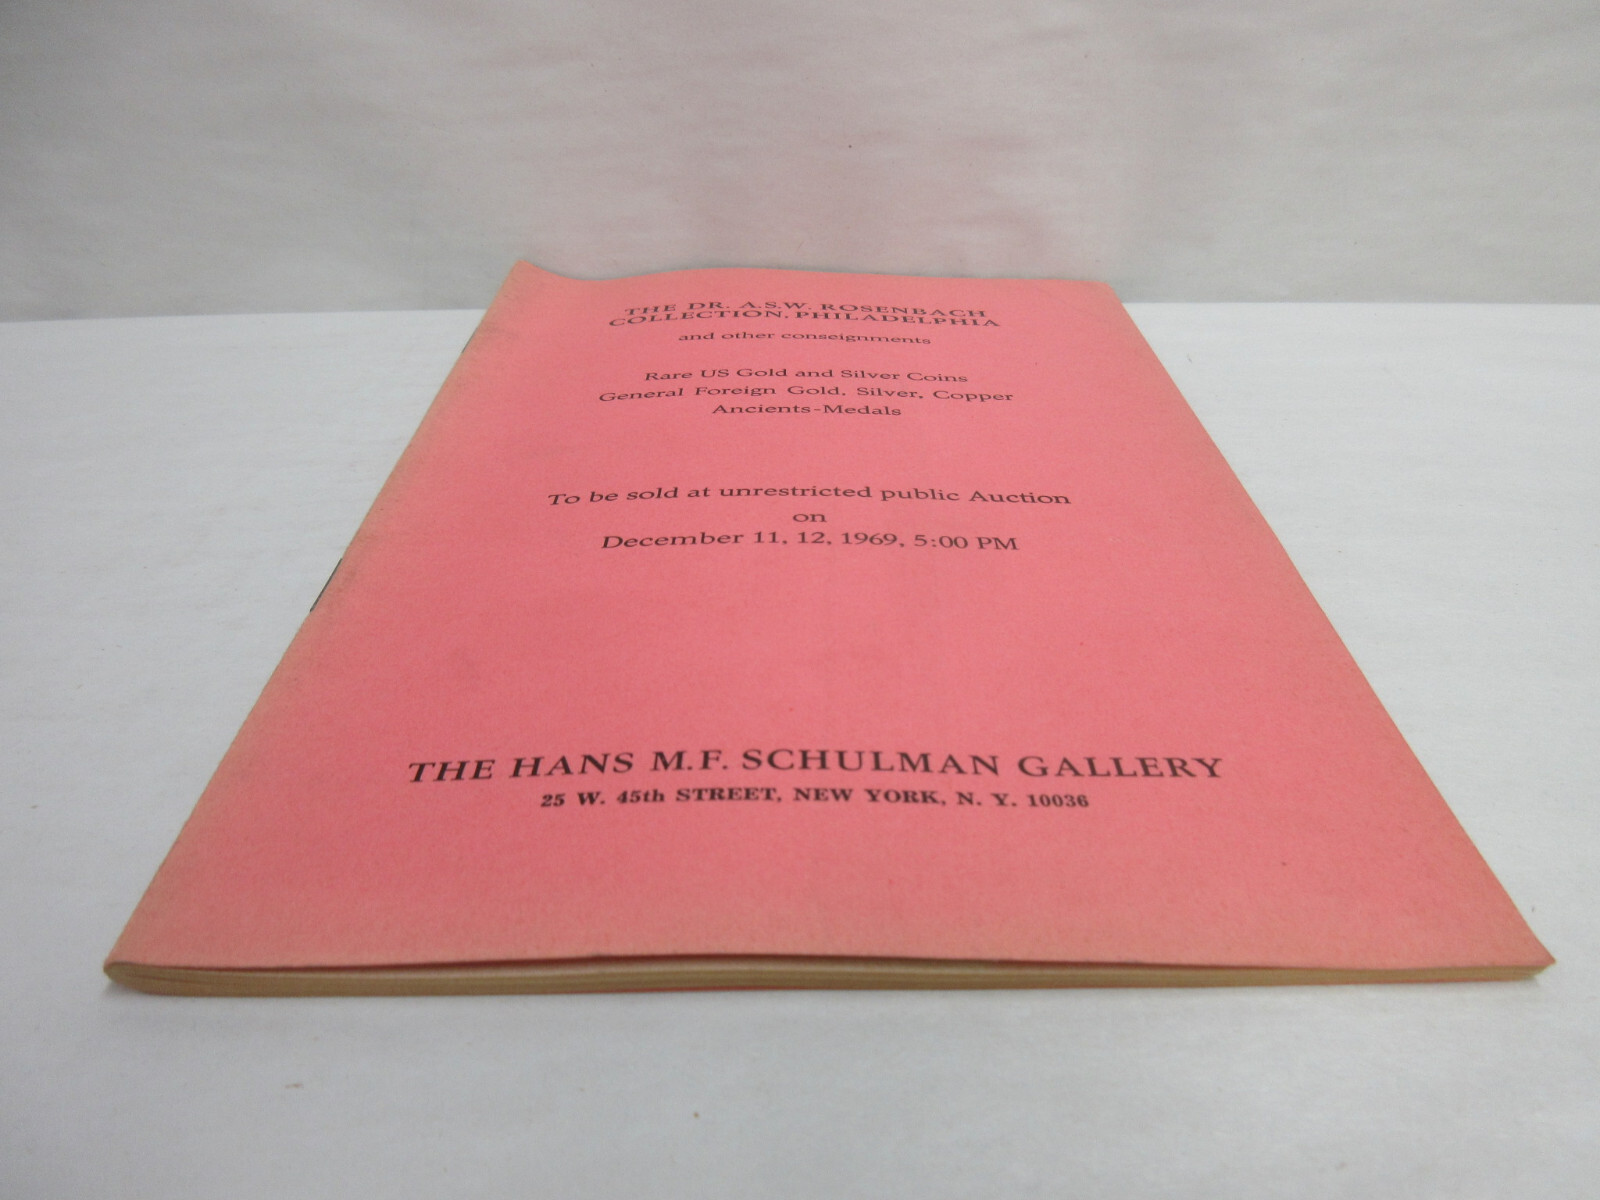 THE DR. A.S.W. ROSENBACH
COLLECTION, PHILADELPHIA
and other conseignments
Rare US Gold and Silver Coins
General Foreign Gold, Silver, Copper
Ancients-Medals
To be sold at unrestricted public Auction
on
December 11, 12, 1969, 5:00 PM
THE HANS M.F. SCHULMAN GALLERY
25 W. 45th STREET, NEW YORK, N. Y. 10036